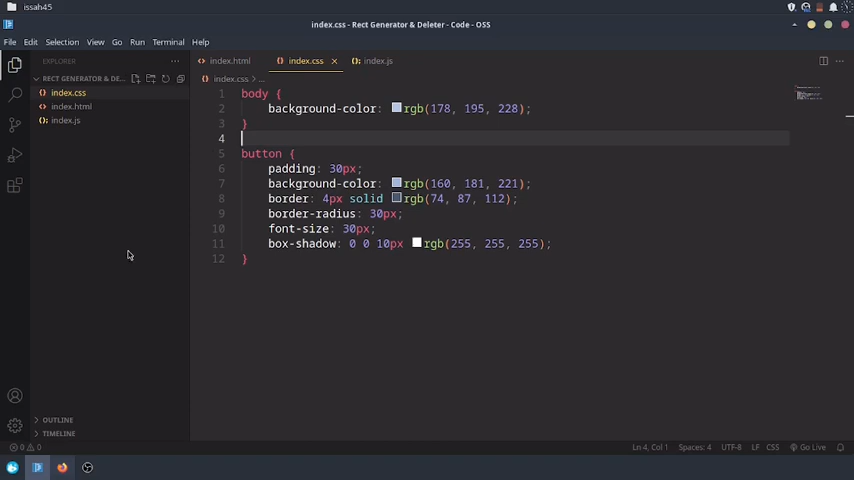 issah45
index.css - Rect Generator & Deleter - Code - OSS
File Edit Selection View Go Run Terminal Help
EXPLORER
RECT GENERATOR & DE...
index.css
index.html
index.js
OUTLINE
TIMELINE
index.html index.css index.js
index.css ...
1 body {
2 background-color: rgb(178, 195, 228);
3 }
4
5 button {
6 padding: 30px;
7 background-color: rgb(160, 181, 221);
8 border: 4px solid rgb(74, 87, 112);
9 border-radius: 30px;
10 font-size: 30px;
11 box-shadow: 0 0 10px rgb(255, 255, 255);
12 }
0 0 Ln 4, Col 1 Spaces: 4 UTF-8 LF CSS Go Live